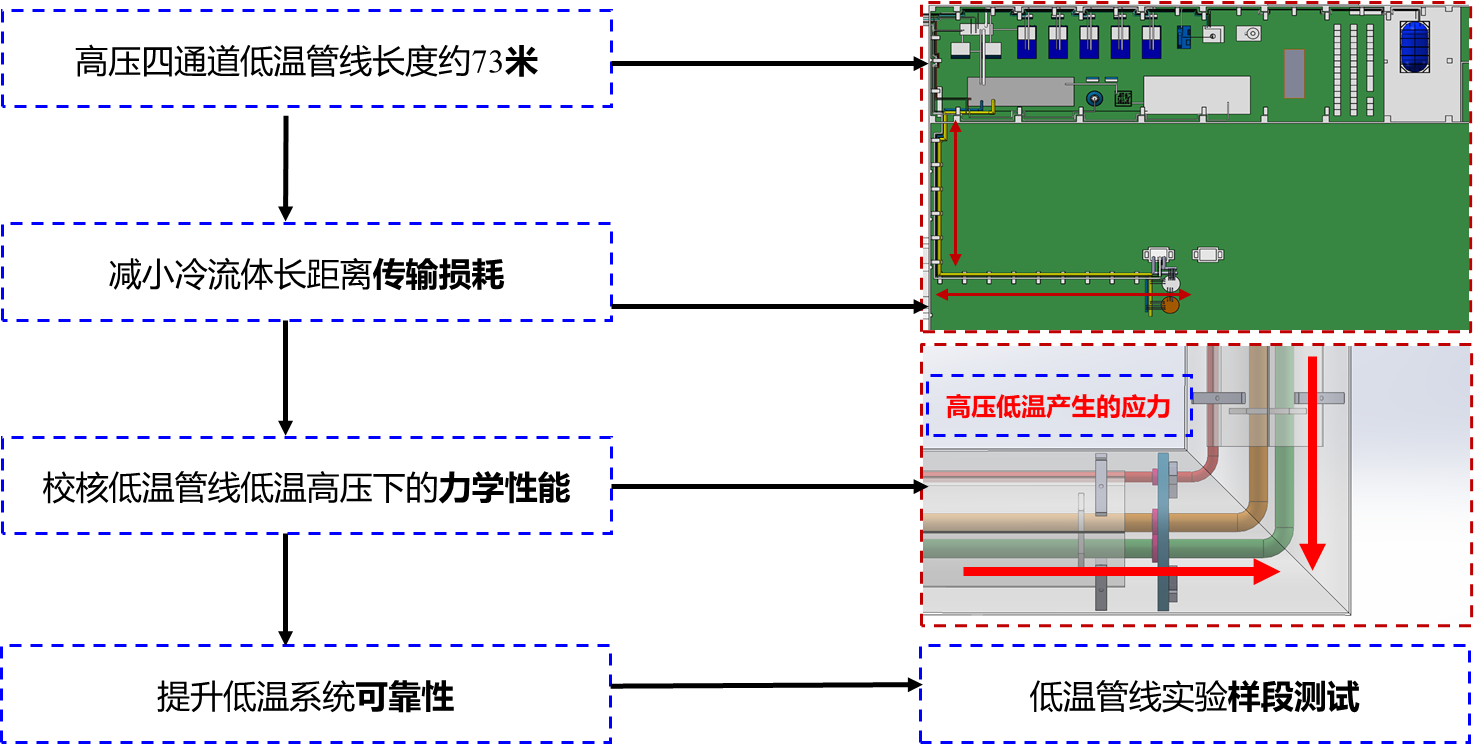 高压四通道低温管线长度约73米
减小冷流体长距离传输损耗
高压低温产生的应力
校核低温管线低温高压下的力学性能
提升低温系统可靠性
低温管线实验样段测试